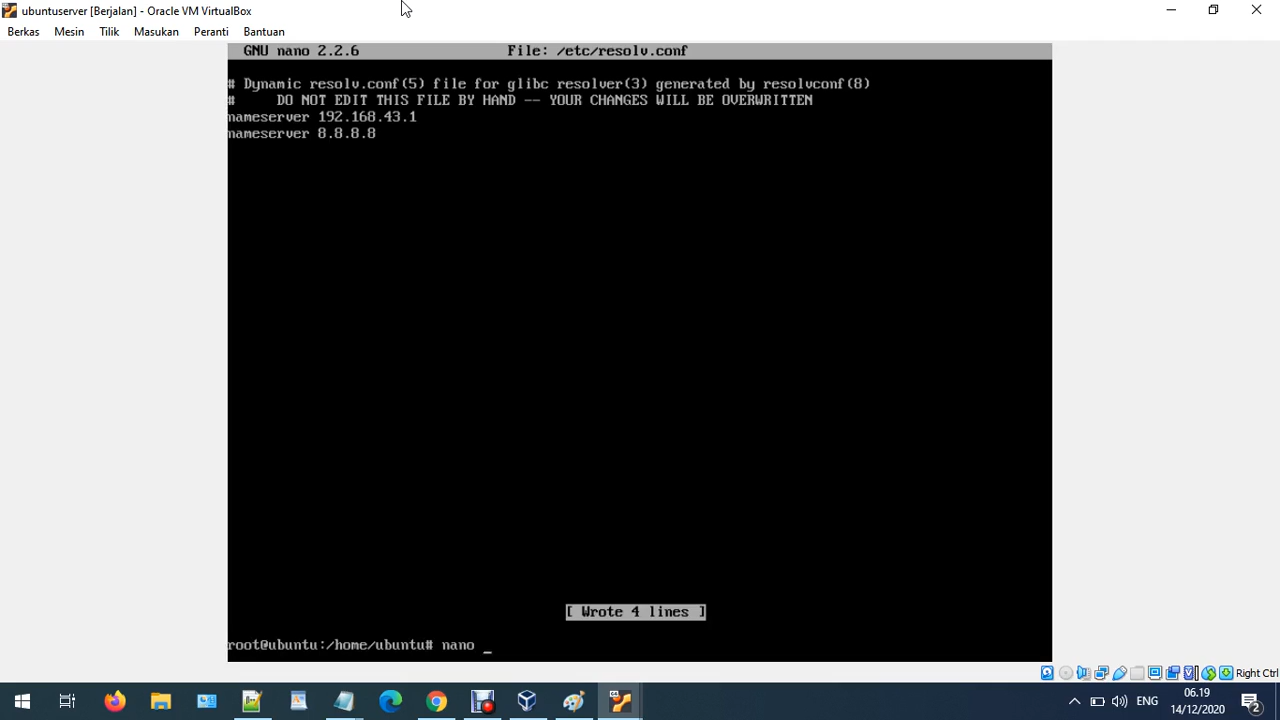 ubuntuserver [Berjalan] - Oracle VM VirtualBox
Berkas Mesin Tilik Masukan Peranti Bantuan
GNU nano 2.2.6 File: /etc/resolv.conf
# Dynamic resolv.conf(5) file for glibc resolver(3) generated by resolvconf(8)
# DO NOT EDIT THIS FILE BY HAND -- YOUR CHANGES WILL BE OVERWRITTEN
nameserver 192.168.43.1
nameserver 8.8.8.8
[ Wrote 4 lines ]
root@ubuntu:/home/ubuntu# nano _
Right Ctrl
ENG
06.19
14/12/2020
2